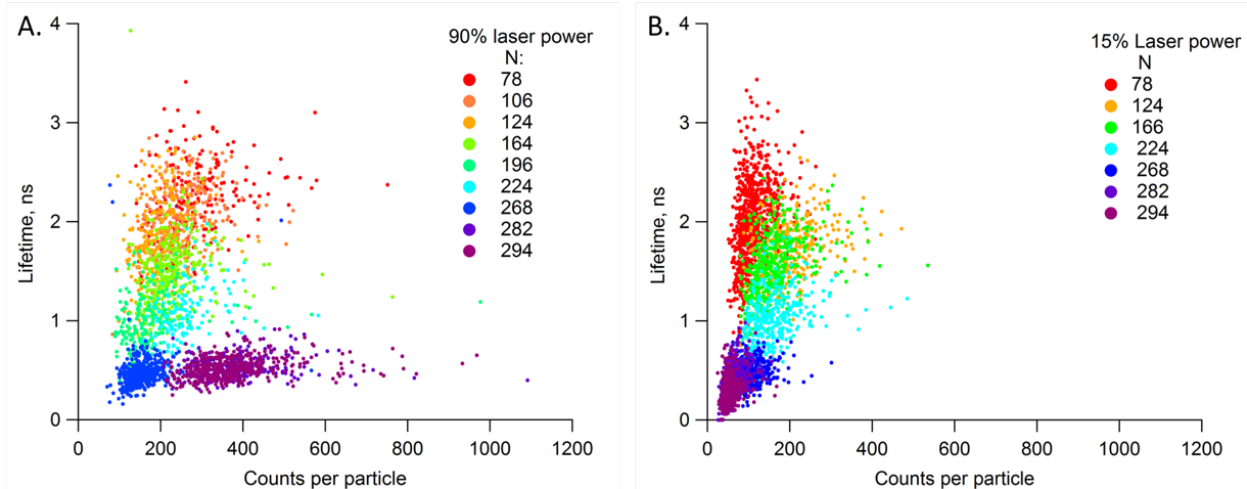 A.
90% laser power
N:
78
106
124
164
196
224
268
282
294
4
3
2
1
0
Lifetime, ns
0 200 400 600 800 1000 1200
Counts per particle
B.
15% Laser power
N
78
124
166
224
268
282
294
4
3
2
1
0
Lifetime, ns
0 200 400 600 800 1000 1200
Counts per particle